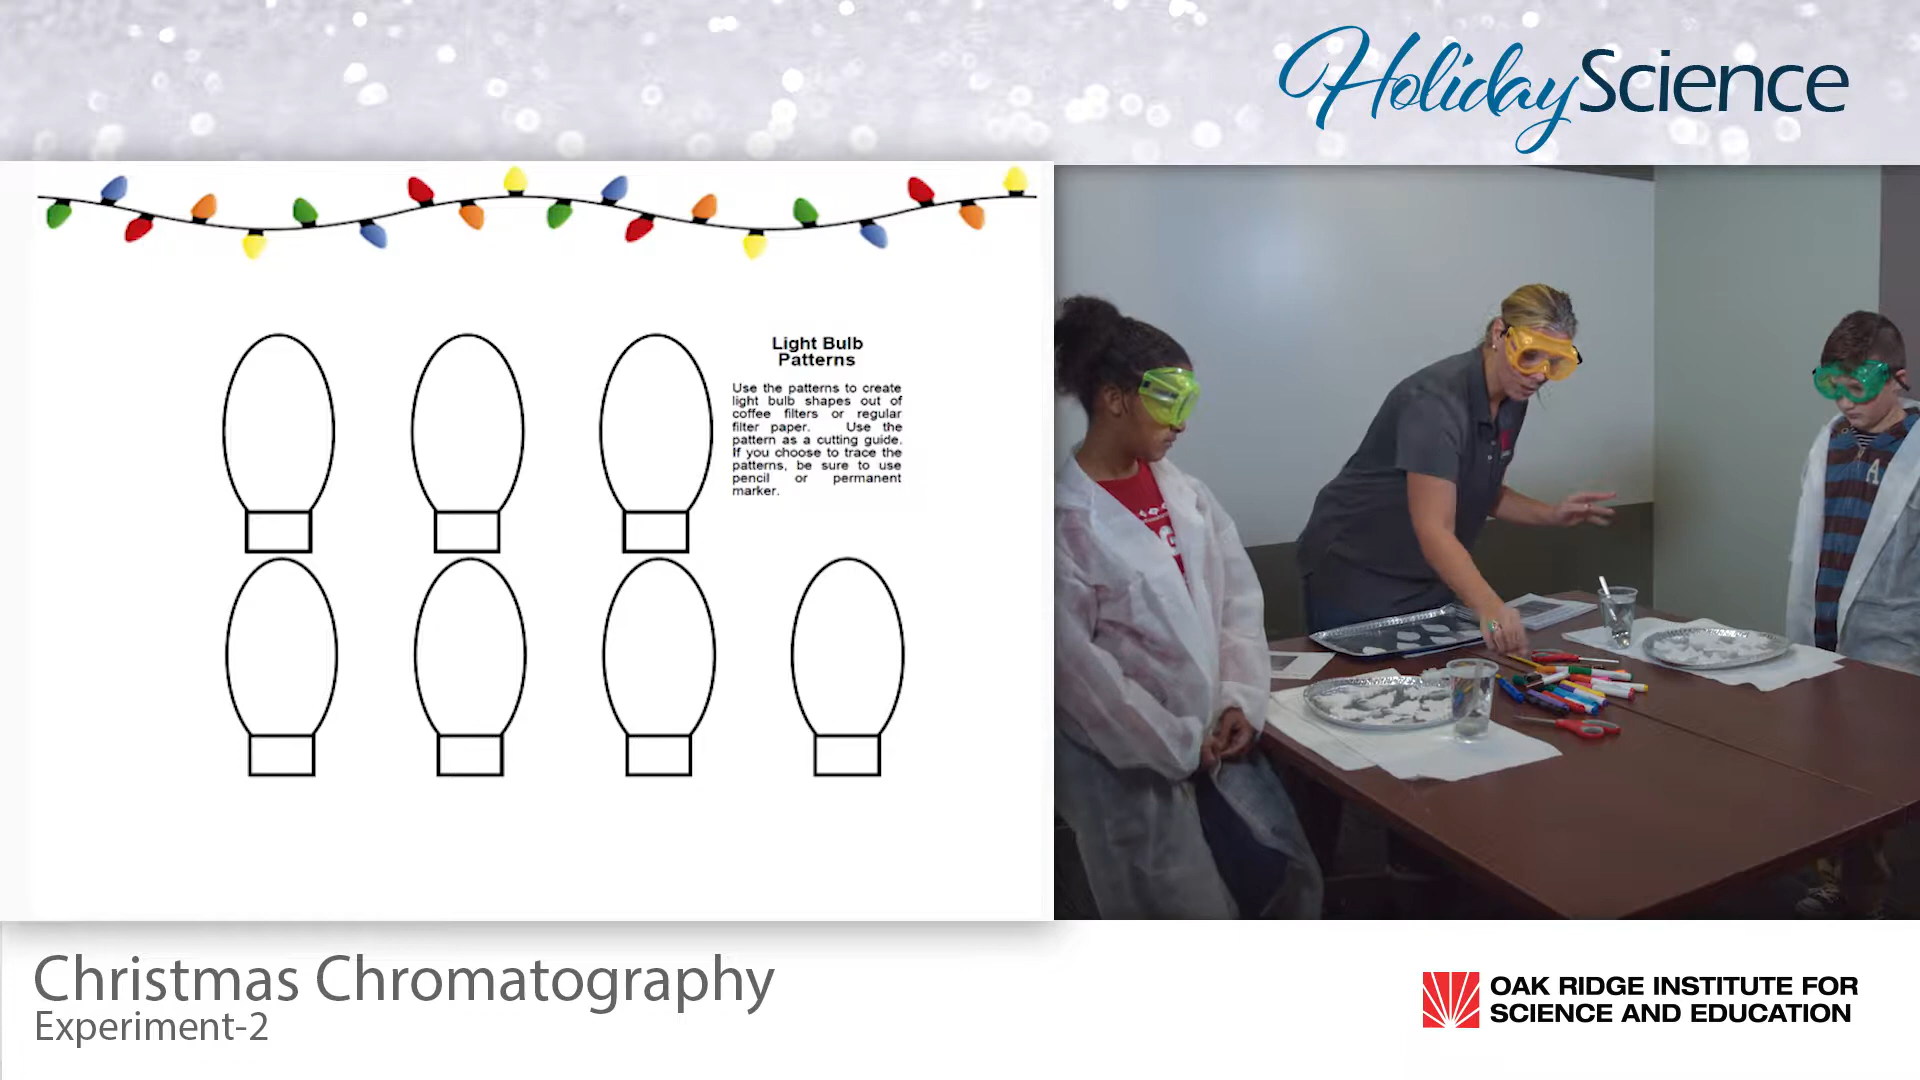 HolidayScience
Light Bulb
Patterns
Use the patterns to create
light bulb shapes out of
coffee filters or regular
filter paper. Use the
pattern as a cutting guide.
If you choose to trace the
patterns, be sure to use
pencil or permanent
marker.
A
Christmas Chromatography
Experiment-2
OAK RIDGE INSTITUTE FOR
SCIENCE AND EDUCATION